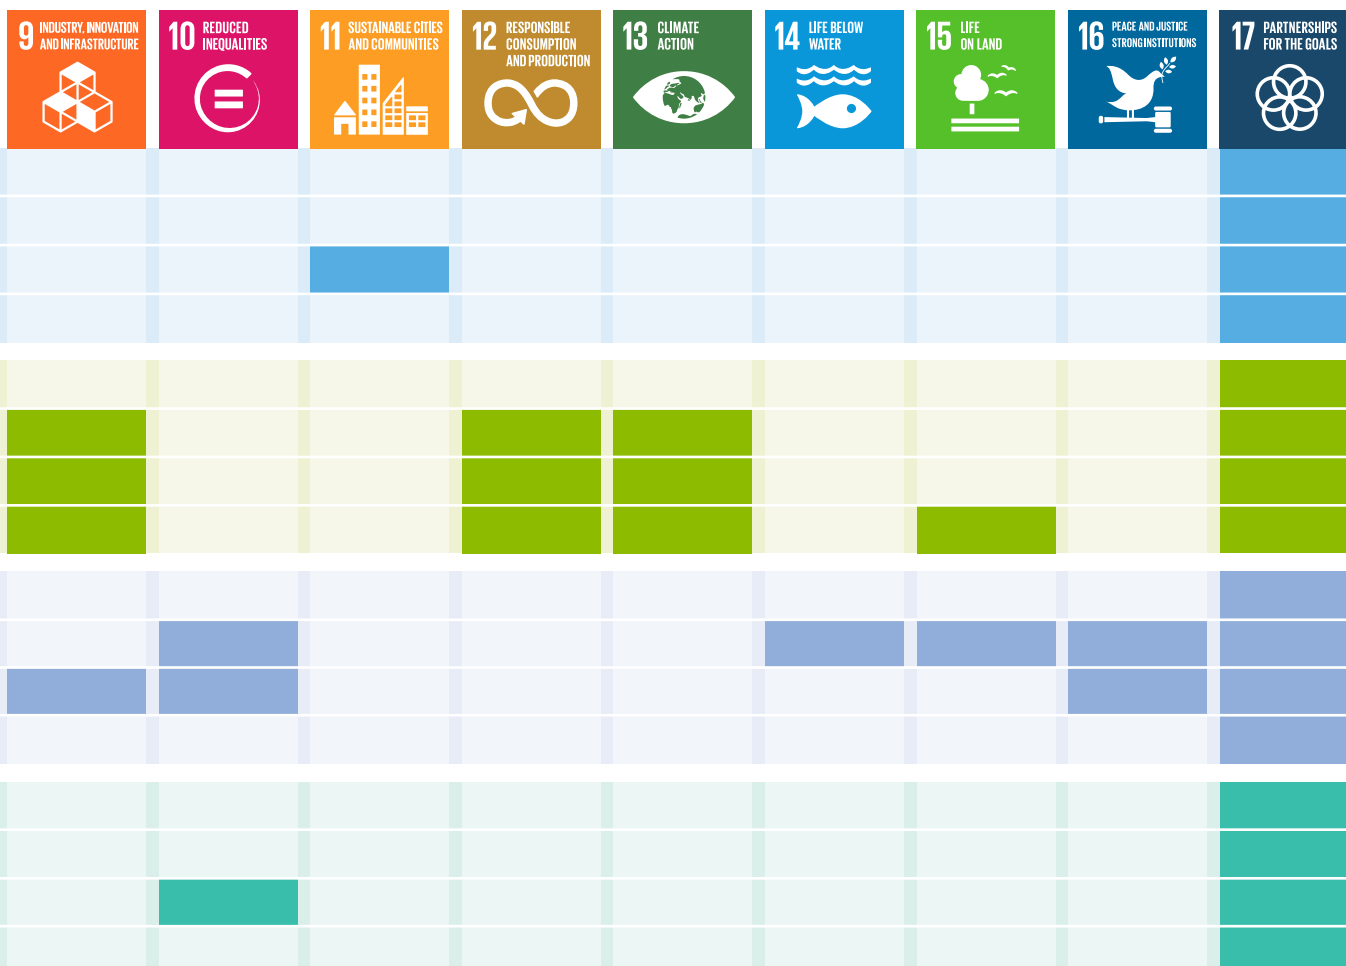 9 INDUSTRY, INNOVATION
AND INFRASTRUCTURE
10 REDUCED
INEQUALITIES
11 SUSTAINABLE CITIES
AND COMMUNITIES
12 RESPONSIBLE
CONSUMPTION
AND PRODUCTION
13 CLIMATE
ACTION
14 LIFE BELOW
WATER
15 LIFE
ON LAND
16 PEACE AND JUSTICE
STRONG INSTITUTIONS
17 PARTNERSHIPS
FOR THE GOALS